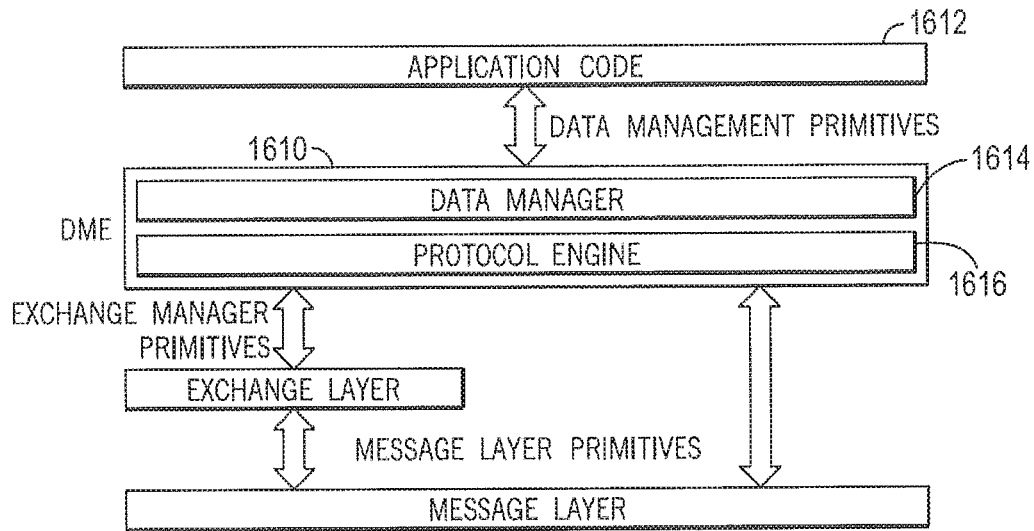 1612
APPLICATION CODE
DATA MANAGEMENT PRIMITIVES
1610
1614
DATA MANAGER
DME
PROTOCOL ENGINE
1616
EXCHANGE MANAGER
PRIMITIVES
EXCHANGE LAYER
MESSAGE LAYER PRIMITIVES
MESSAGE LAYER